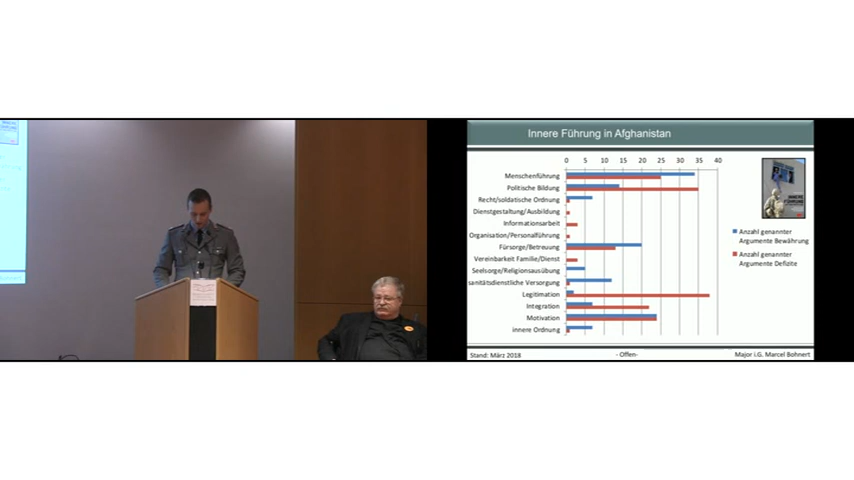 Innere Führung in Afghanistan
0 5 10 15 20 25 30 35 40
Menschenführung
Politische Bildung
Recht/soldatische Ordnung
Dienstgestaltung/Ausbildung
Informationsarbeit
Organisation/Personalführung
Fürsorge/Betreuung
Vereinbarkeit Familie/Dienst
Seelsorge/Religionsausübung
sanitätsdienstliche Versorgung
Legitimation
Integration
Motivation
innere Ordnung
Anzahl genannter
Argumente Bewährung
Anzahl genannter
Argumente Defizite
Stand: März 2018
- Offen-
Major i.G. Marcel Bohnert